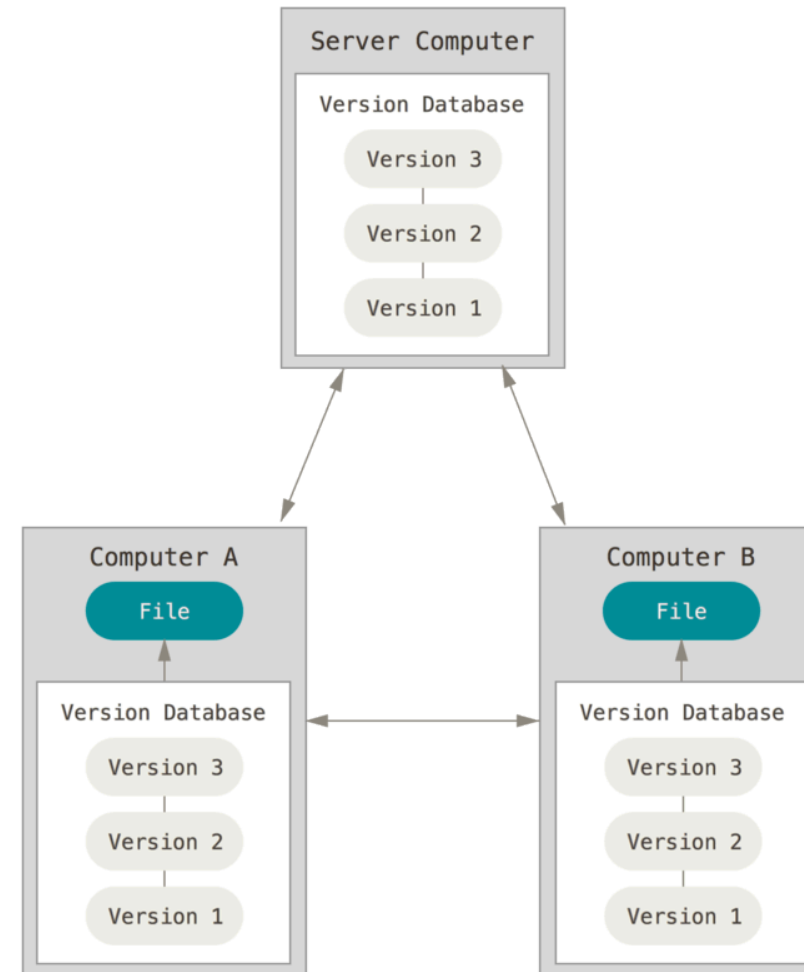 Server Computer
Version Database
Version 3
Version 2
Version 1
Computer A
File
Version Database
Version 3
Version 2
Version 1
Computer B
File
Version Database
Version 3
Version 2
Version 1